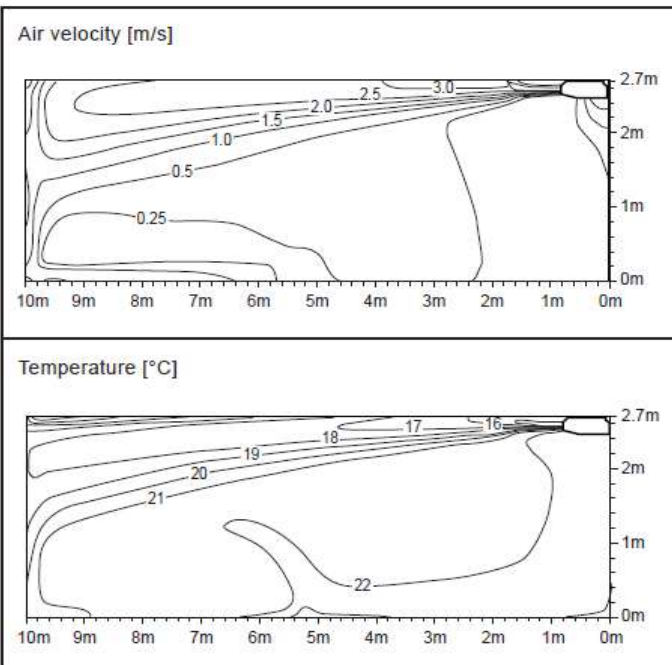 Air velocity [m/s]
2.7m
3.0
2.5
2.0
2m
1.5
1.0
0.5
1m
0.25
0m
10m 9m 8m 7m 6m 5m 4m 3m 2m 1m 0m
Temperature [°C]
2.7m
16
17
18
19
2m
20
21
1m
22
0m
10m 9m 8m 7m 6m 5m 4m 3m 2m 1m 0m